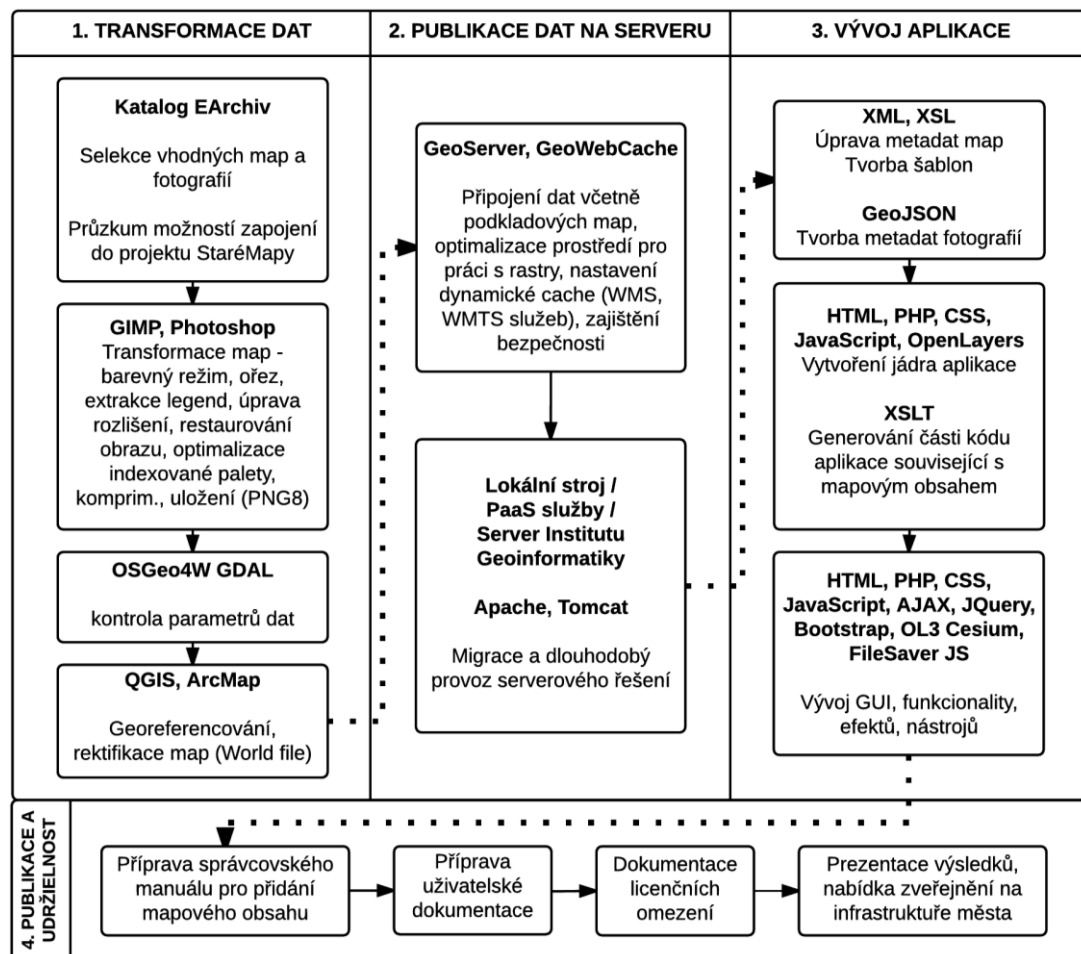 1. TRANSFORMACE DAT
Katalog EArchiv
Selekce vhodných map a
fotografií
Průzkum možností zapojení
do projektu StaréMapy
GIMP, Photoshop
Transformace map -
barevný režim, ořez,
extrakce legend, úprava
rozlišení, restaurování
obrazu, optimalizace
indexované palety,
komprim., uložení (PNG8)
OSGeo4W GDAL
kontrola parametrů dat
QGIS, ArcMap
Georeferencování,
rektifikace map (World file)
2. PUBLIKACE DAT NA SERVERU
GeoServer, GeoWebCache
Připojení dat včetně
podkladových map,
optimalizace prostředí pro
práci s rastry, nastavení
dynamické cache (WMS,
WMTS služeb), zajištění
bezpečnosti
Lokální stroj /
PaaS služby /
Server Institutu
Geoinformatiky
Apache, Tomcat
Migrace a dlouhodobý
provoz serverového řešení
3. VÝVOJ APLIKACE
XML, XSL
Úprava metadat map
Tvorba šablon
GeoJSON
Tvorba metadat fotografií
HTML, PHP, CSS,
JavaScript, OpenLayers
Vytvoření jádra aplikace
XSLT
Generování části kódu
aplikace související s
mapovým obsahem
HTML, PHP, CSS,
JavaScript, AJAX, JQuery,
Bootstrap, OL3 Cesium,
FileSaver JS
Vývoj GUI, funkcionality,
efektů, nástrojů
4. PUBLIKACE A
UDRŽIELNOST
Příprava správcovského
manuálu pro přidání
mapového obsahu
Příprava
uživatelské
dokumentace
Dokumentace
licenčních
omezení
Prezentace výsledků,
nabídka zveřejnění na
infrastruktuře města